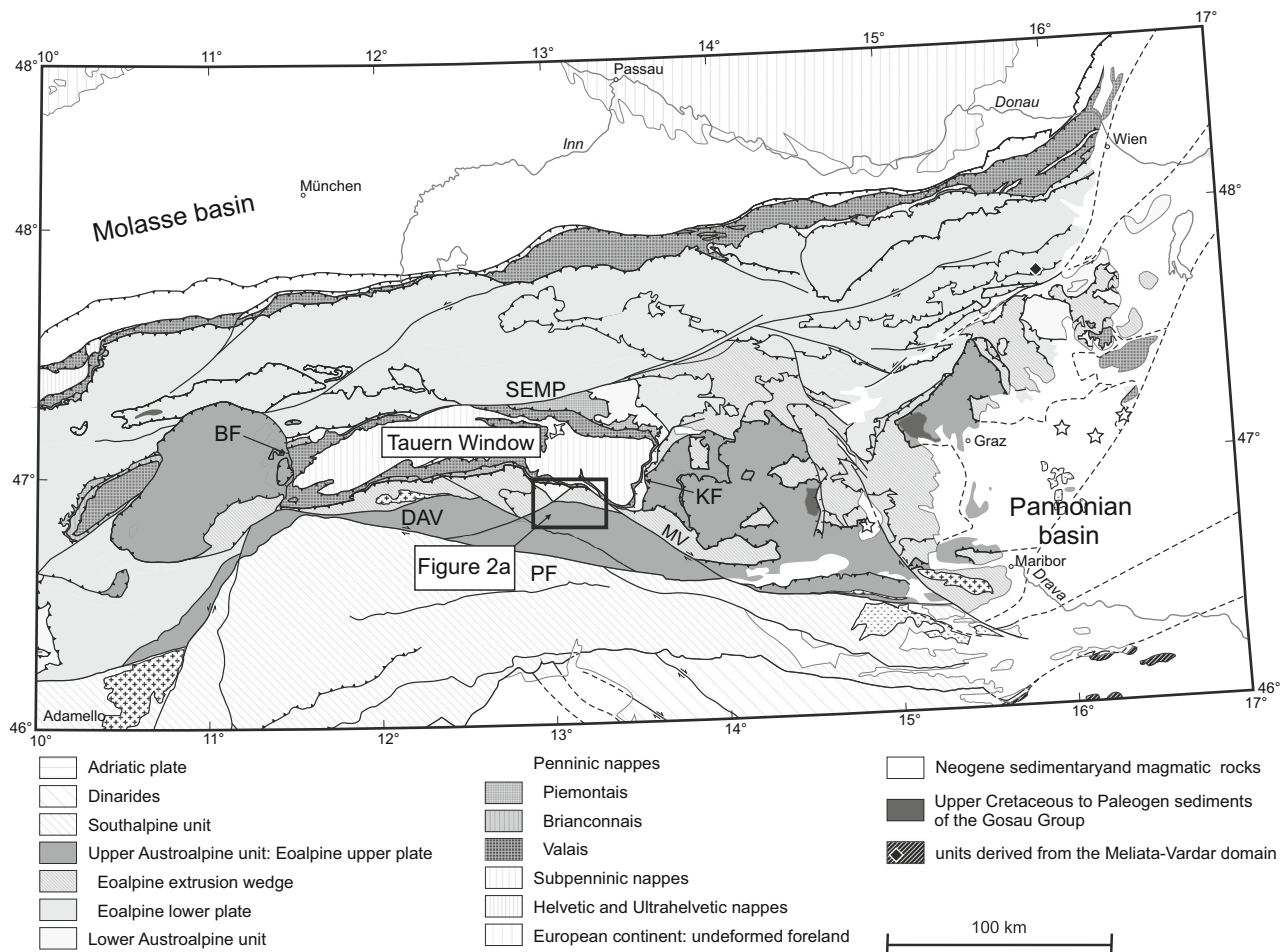 10° 11° 12° 13° 14° 15° 16° 17°
48°
Passau
Donau
Inn
Wien
München
48°
48°
Molasse basin
SEMP
BF
Tauern Window
Graz
47°
47°
KF
DAV
Pannonian
basin
MV
Figure 2a
PF
Maribor
Drava
Adamello
46°
46°
10° 11° 12° 13° 14° 15° 16° 17°
Adriatic plate
Dinarides
Southalpine unit
Upper Austroalpine unit: Eoalpine upper plate
Eoalpine extrusion wedge
Eoalpine lower plate
Lower Austroalpine unit
Penninic nappes
Piemontais
Brianconnais
Valais
Subpenninic nappes
Helvetic and Ultrahelvetic nappes
European continent: undeformed foreland
Neogene sedimentaryand magmatic rocks
Upper Cretaceous to Paleogen sediments
of the Gosau Group
units derived from the Meliata-Vardar domain
100 km